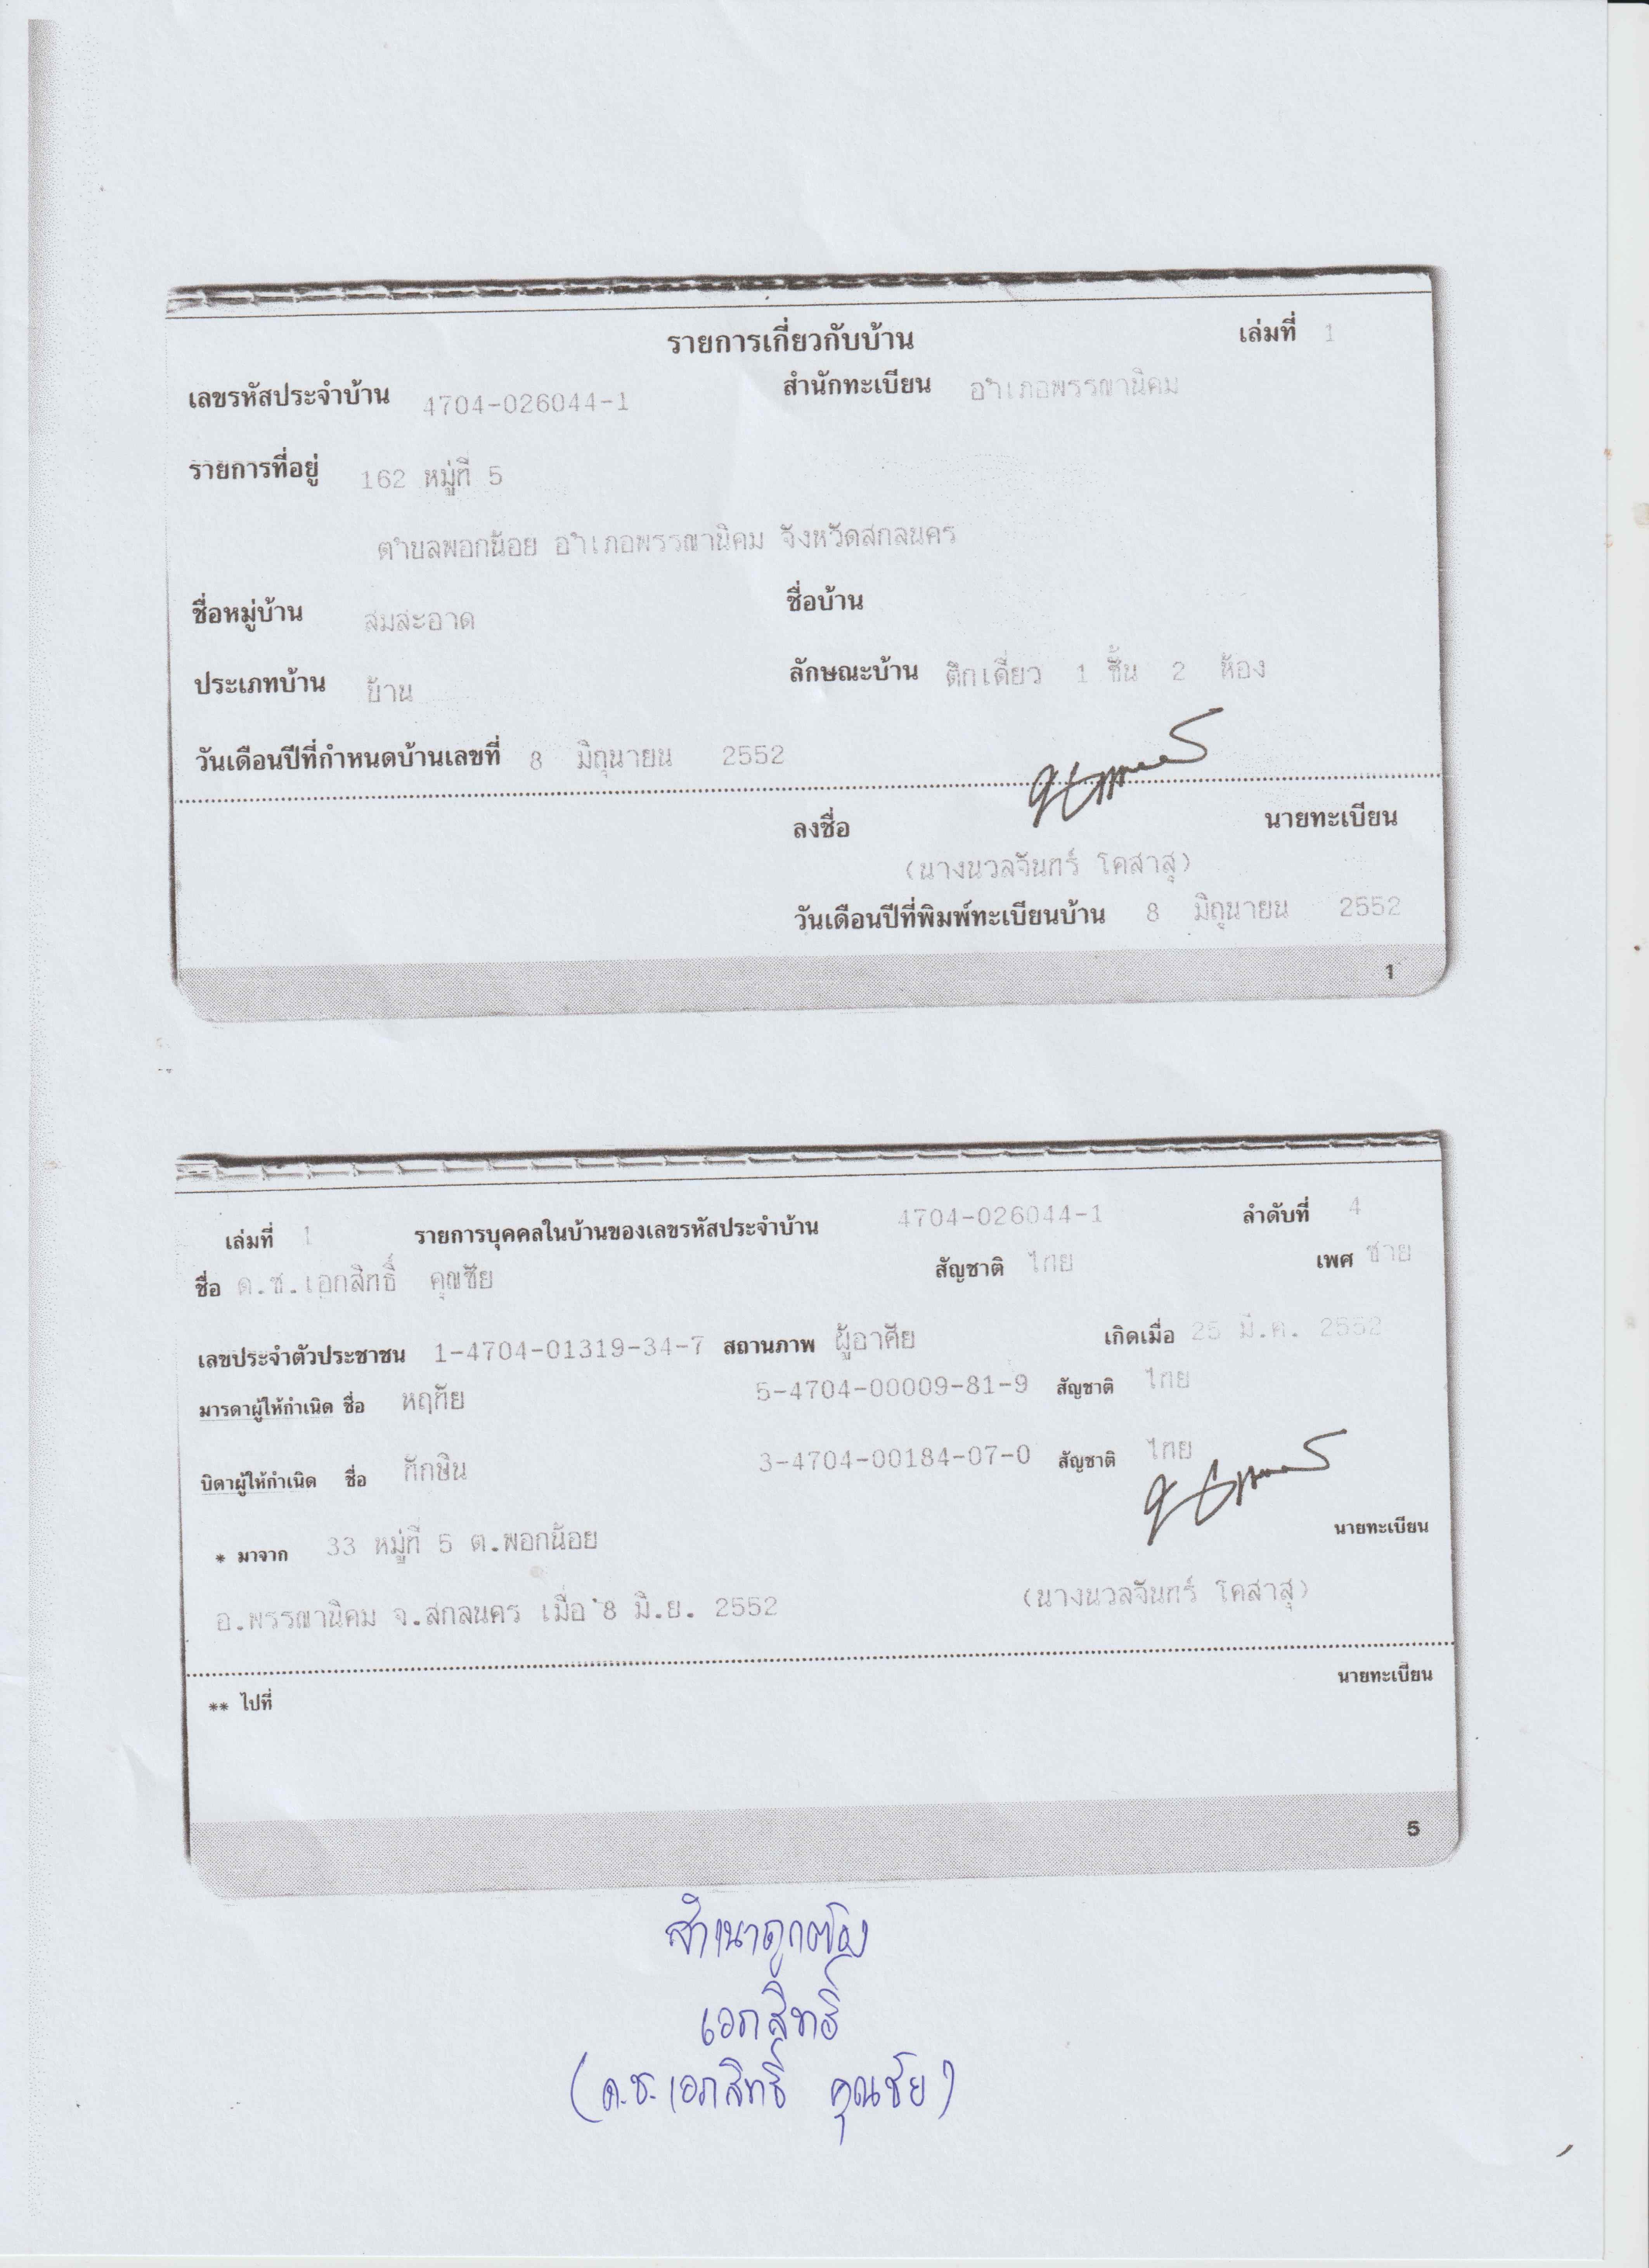 รายการเกี่ยวกับบ้าน เล่มที่ 1
เลขรหัสประจำบ้าน 4704-026044-1 สำนักทะเบียน อำเภอพรรณานิคม
รายการที่อยู่ 162 หมู่ที่ 5
ตำบลพอกน้อย อำเภอพรรณานิคม จังหวัดสกลนคร
ชื่อหมู่บ้าน สมสะอาด ชื่อบ้าน
ประเภทบ้าน บ้าน ลักษณะบ้าน ตึกเดี่ยว 1 ชั้น 2 ห้อง
วันเดือนปีที่กำหนดบ้านเลขที่ 8 มิถุนายน 2552
ลงชื่อ นายทะเบียน
(นางนวลจันทร์ โคสาสุ)
วันเดือนปีที่พิมพ์ทะเบียนบ้าน 8 มิถุนายน 2552
1
เล่มที่ 1 รายการบุคคลในบ้านของเลขรหัสประจำบ้าน 4704-026044-1 ลำดับที่ 4
ชื่อ ด.ช.เอกสิทธิ์ คุณชัย สัญชาติ ไทย เพศ ชาย
เลขประจำตัวประชาชน 1-4704-01319-34-7 สถานภาพ ผู้อาศัย เกิดเมื่อ 25 มี.ค. 2552
มารดาผู้ให้กำเนิด ชื่อ หฤทัย 5-4704-00009-81-9 สัญชาติ ไทย
บิดาผู้ให้กำเนิด ชื่อ ทักษิน 3-4704-00184-07-0 สัญชาติ ไทย
* มาจาก 33 หมู่ที่ 5 ต.พอกน้อย นายทะเบียน
อ.พรรณานิคม จ.สกลนคร เมื่อ 8 มิ.ย. 2552 (นางนวลจันทร์ โคสาสุ)
** ไปที่ นายทะเบียน
5
สำเนาถูกต้อง
เอกสิทธิ์
(ด.ช.เอกสิทธิ์ คุณชัย)